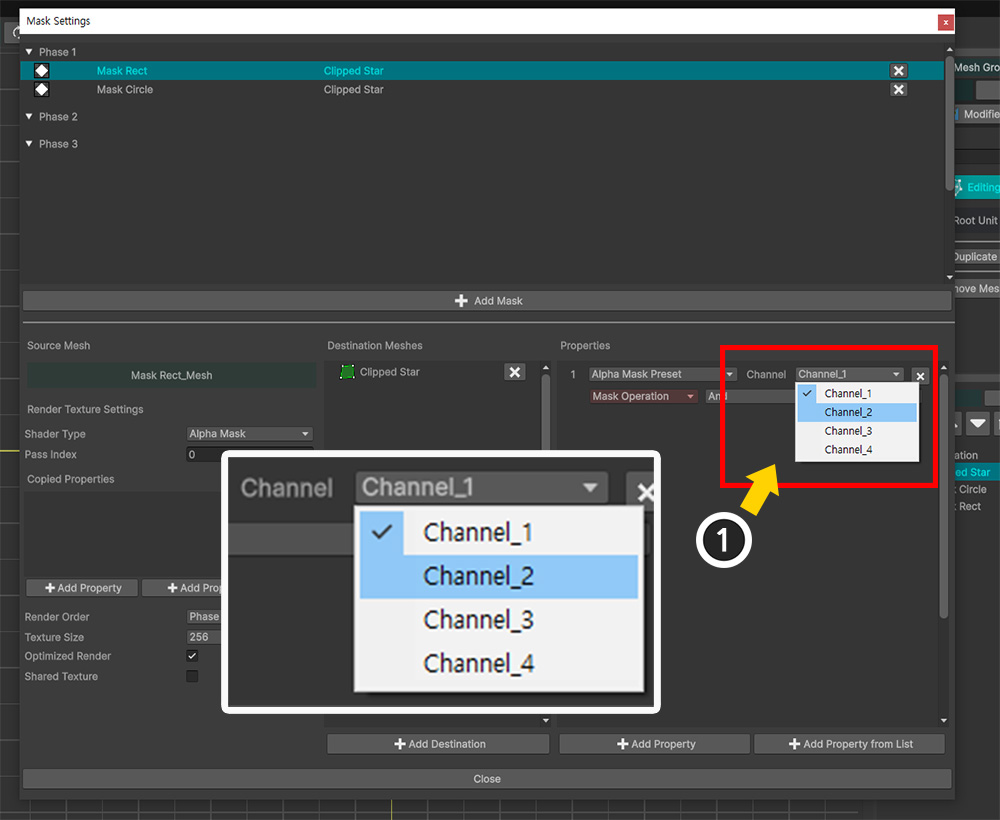 Mask Settings
x
Phase 1
Mask Rect Clipped Star
Mask Circle Clipped Star
Phase 2
Phase 3
Add Mask
Source Mesh
Mask Rect_Mesh
Render Texture Settings
Shader Type Alpha Mask
Pass Index 0
Copied Properties
Add Property
Add Pro
Render Order Phase
Texture Size 256
Optimized Render
Shared Texture
Destination Meshes
Clipped Star
Add Destination
Properties
1 Alpha Mask Preset Channel Channel_1
Mask Operation And
Channel_1
Channel_2
Channel_3
Channel_4
1
Channel Channel_1
Channel_1
Channel_2
Channel_3
Channel_4
Add Property
Add Property from List
Close
Mesh Gro
Modifie
Editing
Root Unit
Duplicate
ove Mes
ation
ed Star
Circle
Rect